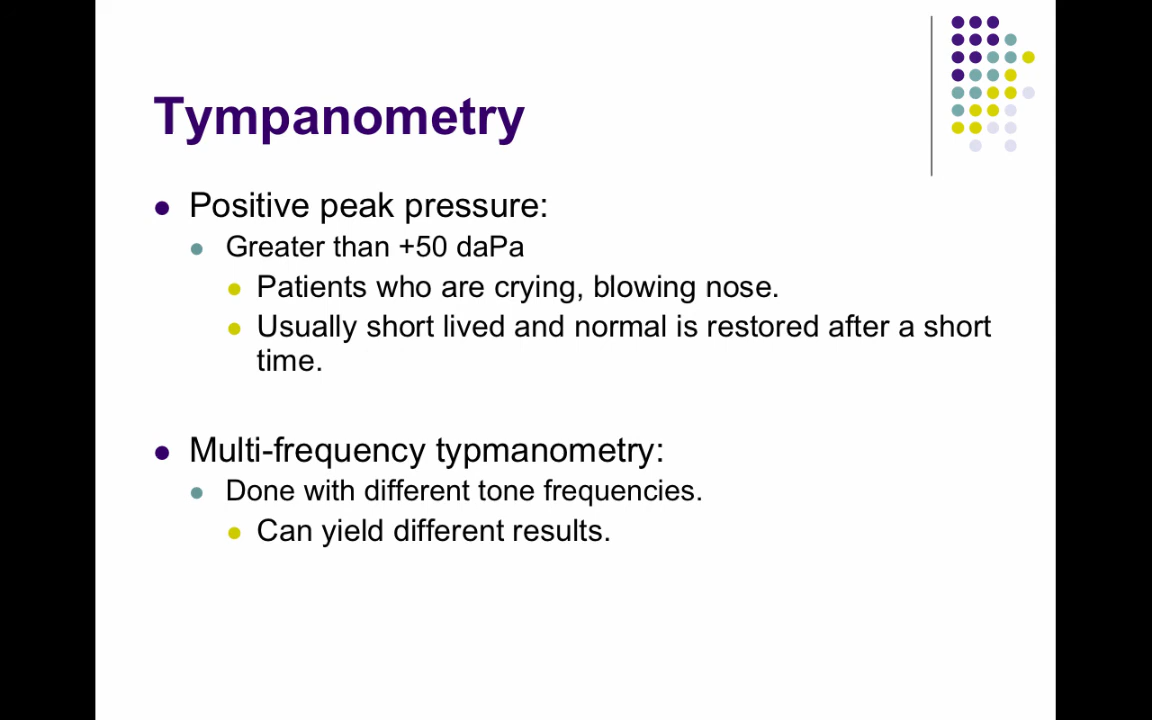 Tympanometry
Positive peak pressure:
Greater than +50 daPa
Patients who are crying, blowing nose.
Usually short lived and normal is restored after a short
time.
Multi-frequency typmanometry:
Done with different tone frequencies.
Can yield different results.